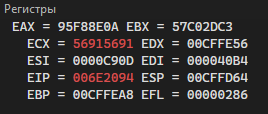 Регистры
EAX = 95F88E0A EBX = 57C02DC3
ECX = 56915691 EDX = 00CFFE56
ESI = 0000C90D EDI = 000040B4
EIP = 006E2094 ESP = 00CFFD64
EBP = 00CFFEA8 EFL = 00000286